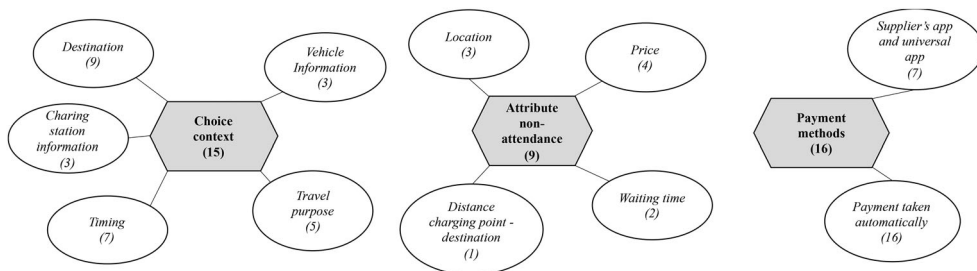 Destination
(9)
Vehicle
Information
(3)
Charing
station
information
(3)
Choice
context
(15)
Timing
(7)
Travel
purpose
(5)
Location
(3)
Price
(4)
Attribute
non-
attendance
(9)
Distance
charging point -
destination
(1)
Waiting time
(2)
Supplier's app
and universal
app
(7)
Payment
methods
(16)
Payment taken
automatically
(16)